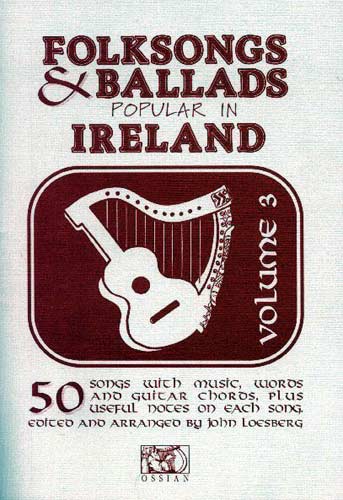 FOLKSONGS
& BALLADS
POPULAR IN
IRELAND
VOLUME 3
50 SONGS WITH MUSIC, WORDS
AND GUITAR CHORDS, PLUS
USEFUL NOTES ON EACH SONG.
EDITED AND ARRANGED BY JOHN LOESBERG
OSSIAN